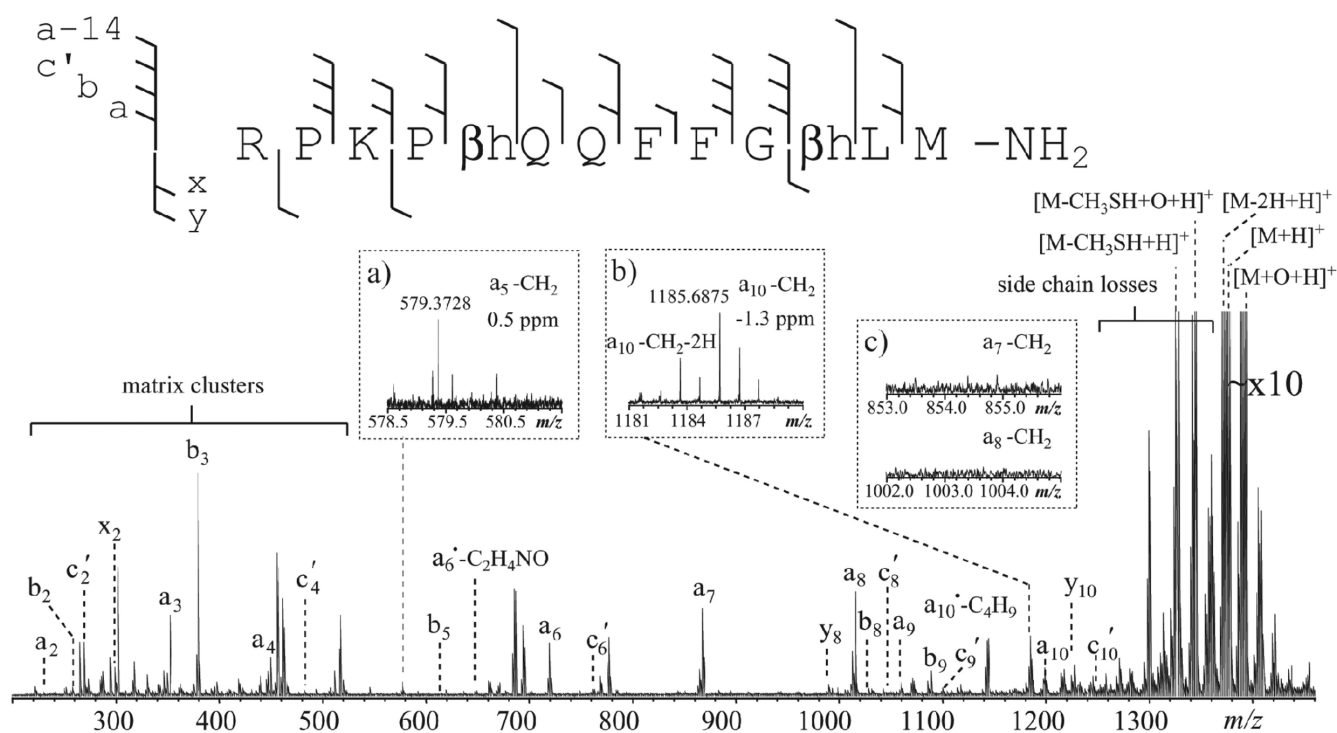 a-14
c'
b
a
R P K P βhQ Q F F G βhL M -NH2
x
y
[M-CH3SH+O+H]+
[M-2H+H]+
[M-CH3SH+H]+
[M+H]+
[M+O+H]+
side chain losses
a)
a5-CH2
579.3728
0.5 ppm
578.5 579.5 580.5 m/z
b)
a10-CH2
1185.6875
-1.3 ppm
a10-CH2-2H
1181 1184 1187 m/z
c)
a7-CH2
853.0 854.0 855.0 m/z
a8-CH2
1002.0 1003.0 1004.0 m/z
~x10
matrix clusters
b3
x2
b2
c2'
a2
a3
a4
c4'
a6•-C2H4NO
b5
a6
c6'
a7
y8
a8
b8
c8'
a9
a10•-C4H9
b9
c9'
a10
y10
c10'
300 400 500 600 700 800 900 1000 1100 1200 1300 m/z